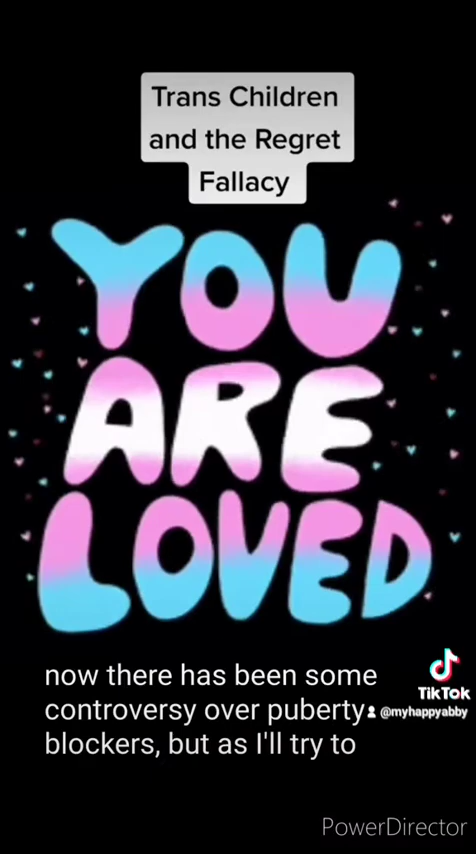 Trans Children
and the Regret
Fallacy
YOU
ARE
LOVED
now there has been some
controversy over puberty
blockers, but as I'll try to
TikTok
@myhappyabby
PowerDirector